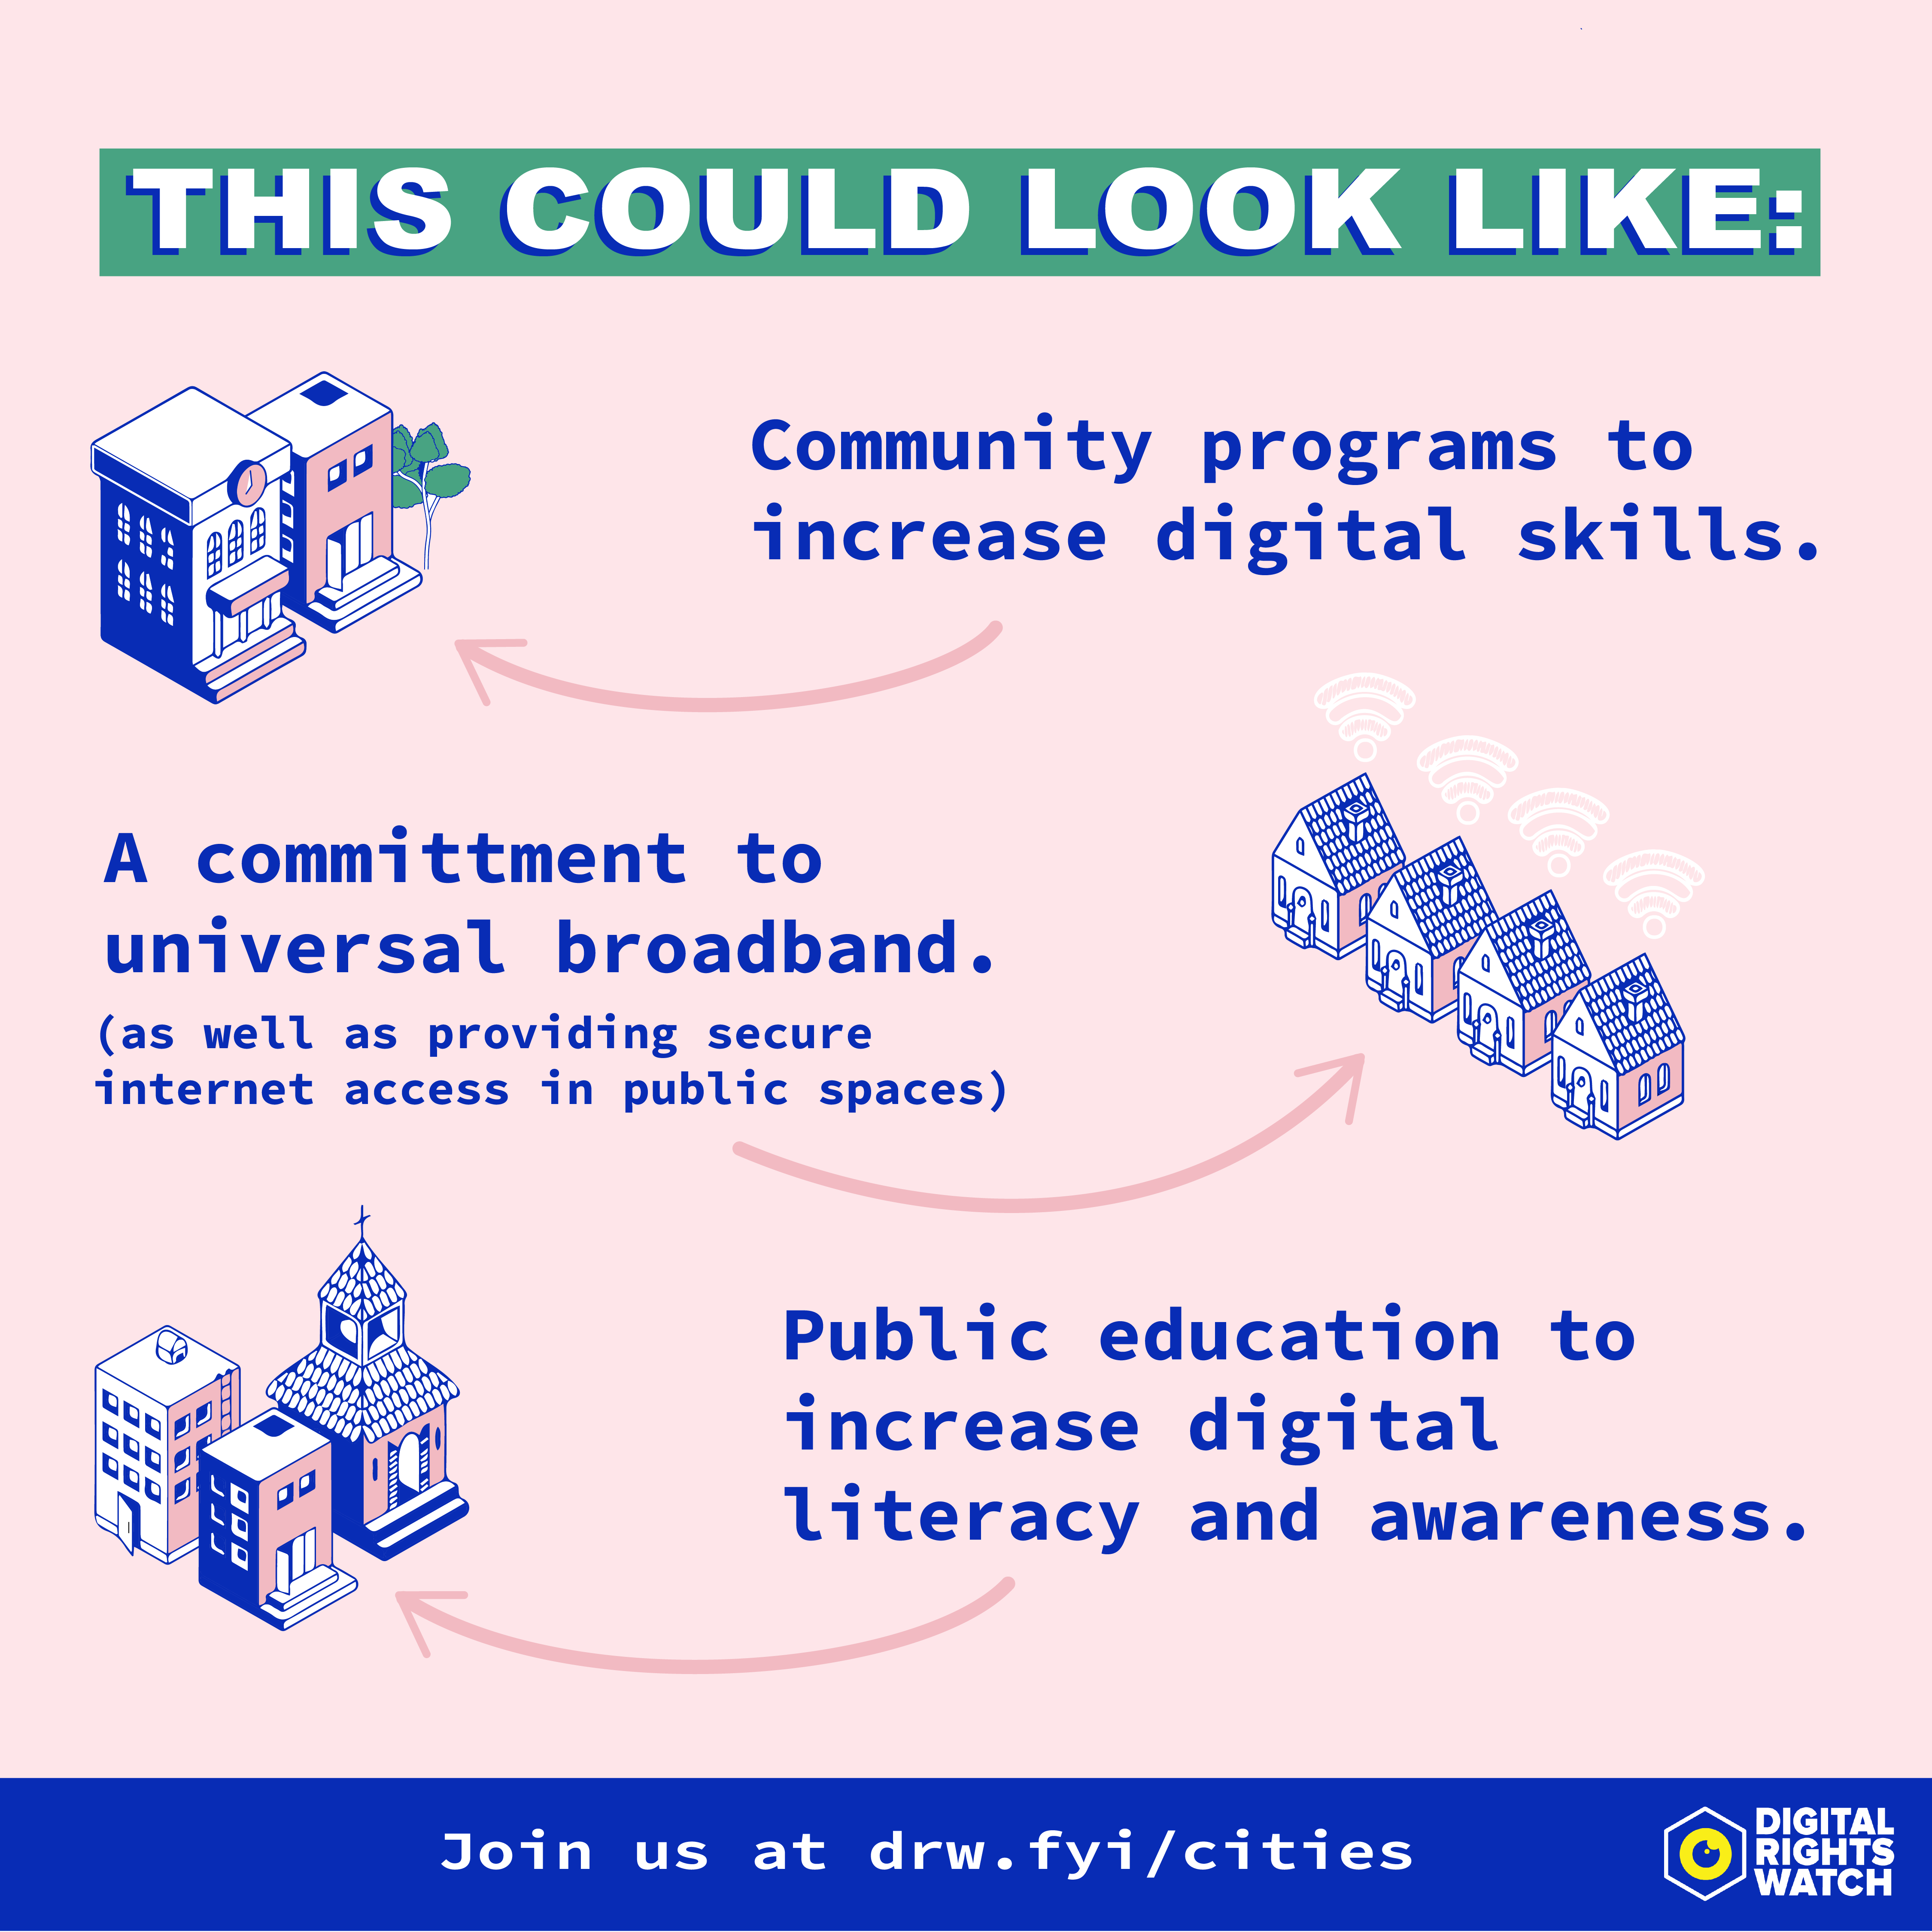 THIS COULD LOOK LIKE:
Community programs to
increase digital skills.
A committment to
universal broadband.
(as well as providing secure
internet access in public spaces)
Public education to
increase digital
literacy and awareness.
Join us at drw.fyi/cities
DIGITAL
RIGHTS
WATCH